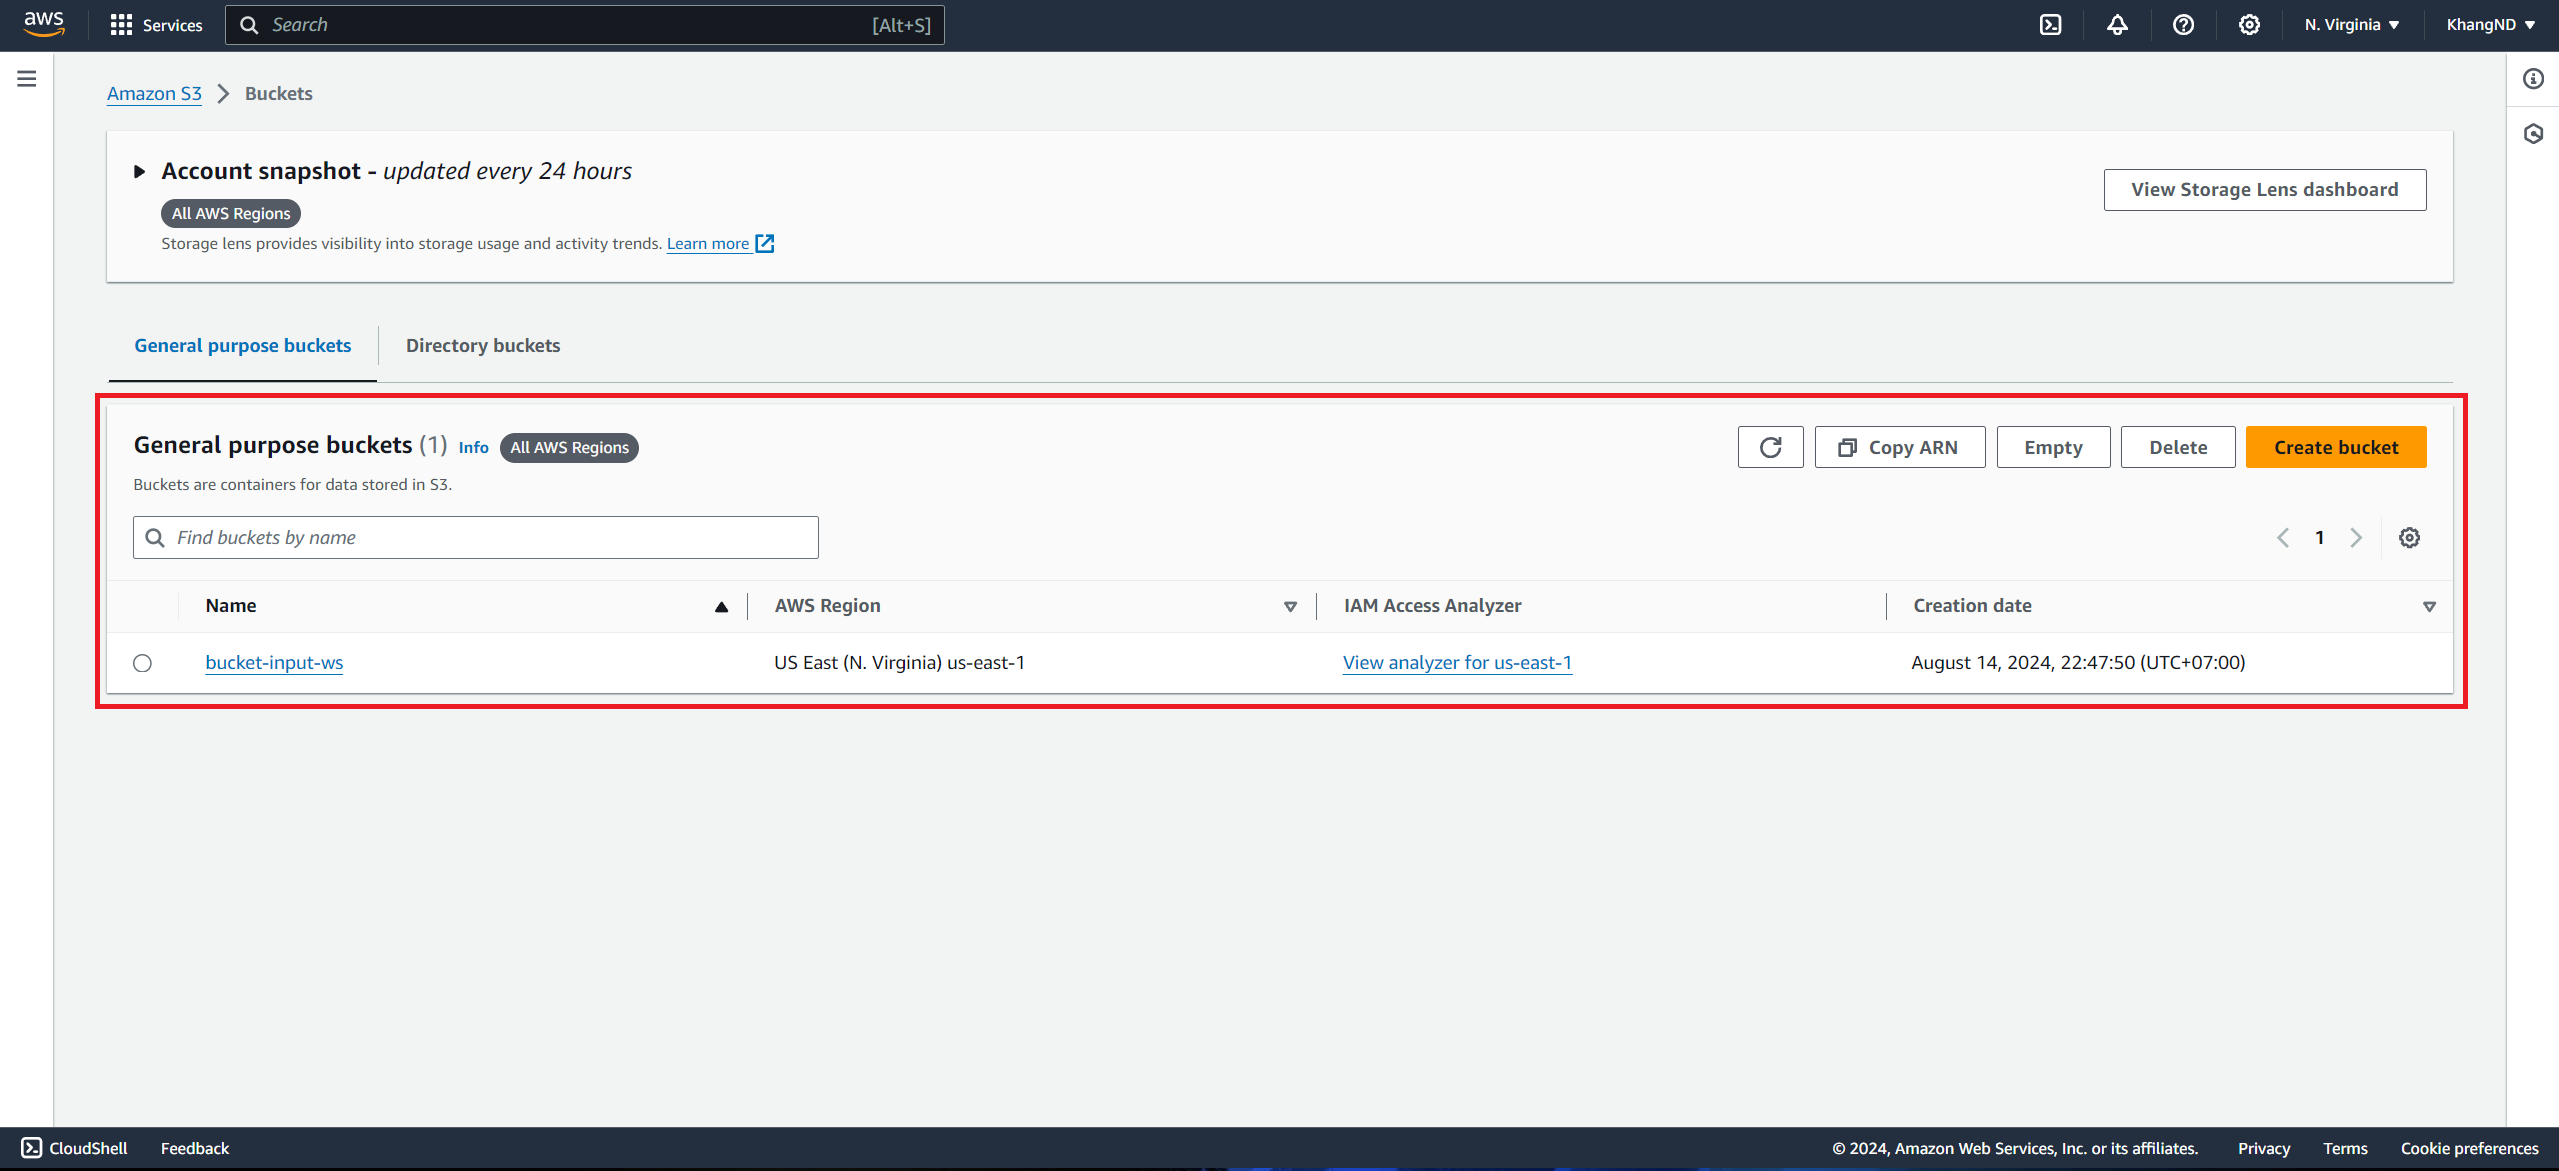 aws Services Search [Alt+S] N. Virginia KhangND
Amazon S3 Buckets
Account snapshot - updated every 24 hours
View Storage Lens dashboard
All AWS Regions
Storage lens provides visibility into storage usage and activity trends. Learn more
General purpose buckets Directory buckets
General purpose buckets (1) Info All AWS Regions Copy ARN Empty Delete Create bucket
Buckets are containers for data stored in S3.
Find buckets by name 1
Name AWS Region IAM Access Analyzer Creation date
bucket-input-ws US East (N. Virginia) us-east-1 View analyzer for us-east-1 August 14, 2024, 22:47:50 (UTC+07:00)
CloudShell Feedback © 2024, Amazon Web Services, Inc. or its affiliates. Privacy Terms Cookie preferences